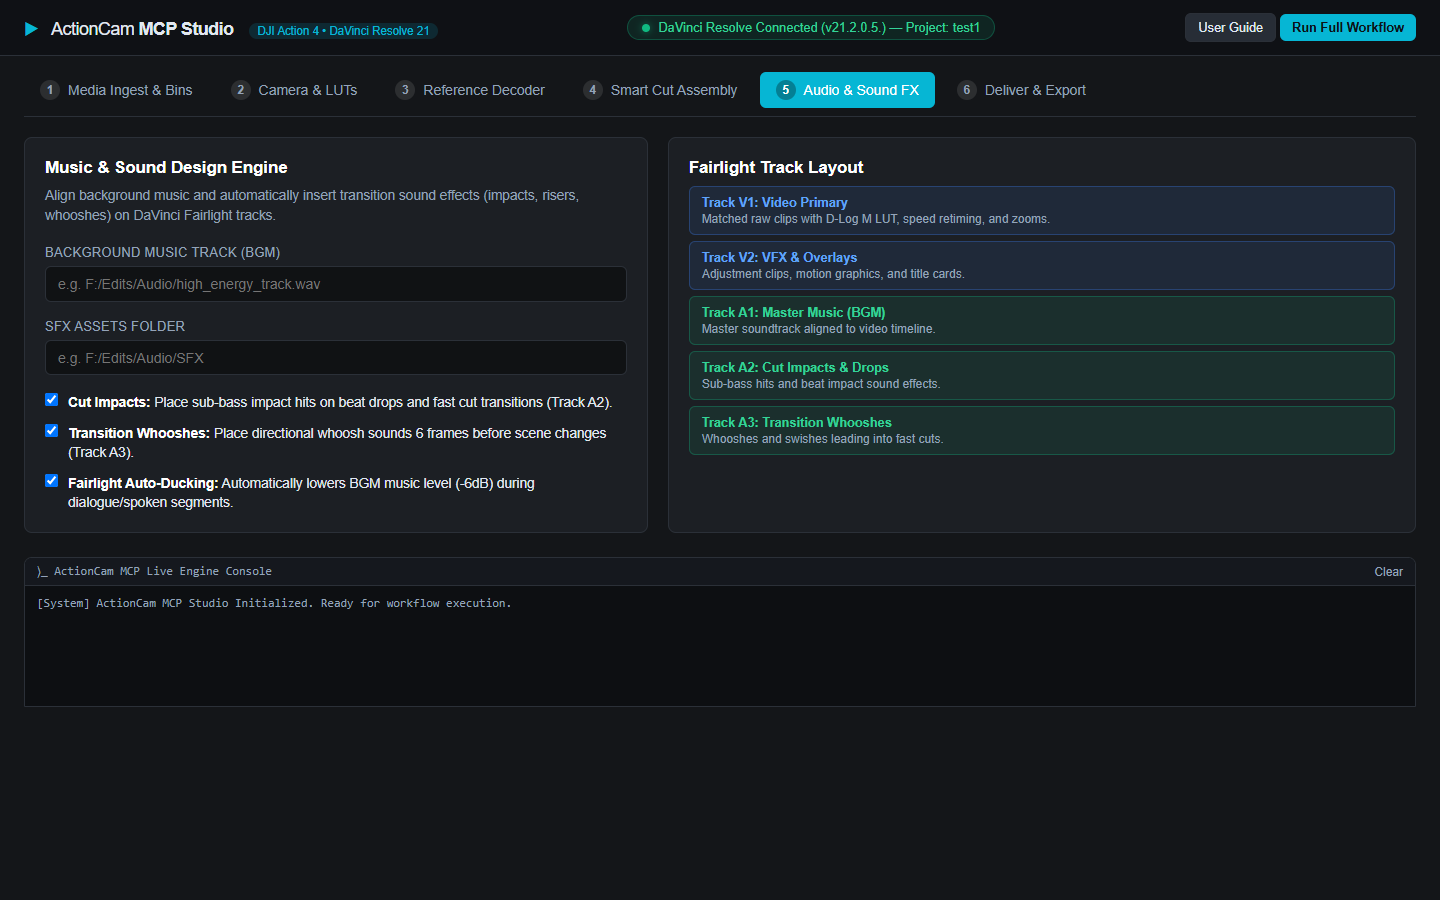 ActionCam MCP Studio
DJI Action 4 • DaVinci Resolve 21
DaVinci Resolve Connected (v21.2.0.5.) — Project: test1
User Guide
Run Full Workflow
1 Media Ingest & Bins
2 Camera & LUTs
3 Reference Decoder
4 Smart Cut Assembly
5 Audio & Sound FX
6 Deliver & Export
Music & Sound Design Engine
Align background music and automatically insert transition sound effects (impacts, risers,
whooshes) on DaVinci Fairlight tracks.
BACKGROUND MUSIC TRACK (BGM)
e.g. F:/Edits/Audio/high_energy_track.wav
SFX ASSETS FOLDER
e.g. F:/Edits/Audio/SFX
Cut Impacts: Place sub-bass impact hits on beat drops and fast cut transitions (Track A2).
Transition Whooshes: Place directional whoosh sounds 6 frames before scene changes
(Track A3).
Fairlight Auto-Ducking: Automatically lowers BGM music level (-6dB) during
dialogue/spoken segments.
Fairlight Track Layout
Track V1: Video Primary
Matched raw clips with D-Log M LUT, speed retiming, and zooms.
Track V2: VFX & Overlays
Adjustment clips, motion graphics, and title cards.
Track A1: Master Music (BGM)
Master soundtrack aligned to video timeline.
Track A2: Cut Impacts & Drops
Sub-bass hits and beat impact sound effects.
Track A3: Transition Whooshes
Whooshes and swishes leading into fast cuts.
⟩_ ActionCam MCP Live Engine Console
Clear
[System] ActionCam MCP Studio Initialized. Ready for workflow execution.